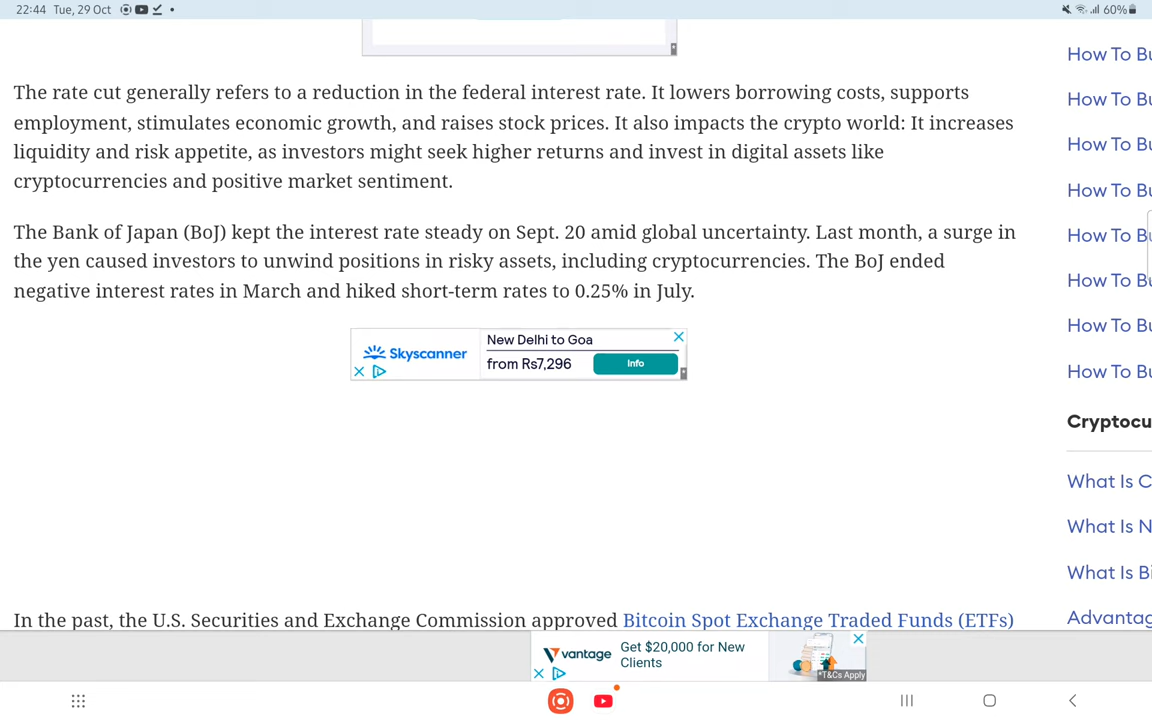 22:44 Tue, 29 Oct
60%
The rate cut generally refers to a reduction in the federal interest rate. It lowers borrowing costs, supports
employment, stimulates economic growth, and raises stock prices. It also impacts the crypto world: It increases
liquidity and risk appetite, as investors might seek higher returns and invest in digital assets like
cryptocurrencies and positive market sentiment.
The Bank of Japan (BoJ) kept the interest rate steady on Sept. 20 amid global uncertainty. Last month, a surge in
the yen caused investors to unwind positions in risky assets, including cryptocurrencies. The BoJ ended
negative interest rates in March and hiked short-term rates to 0.25% in July.
Skyscanner
New Delhi to Goa
from Rs7,296
Info
In the past, the U.S. Securities and Exchange Commission approved Bitcoin Spot Exchange Traded Funds (ETFs)
How To Bu
How To Bu
How To Bu
How To Bu
How To Bu
How To Bu
How To Bu
How To Bu
Cryptocu
What Is C
What Is N
What Is Bi
Advantag
vantage
Get $20,000 for New
Clients
*T&Cs Apply